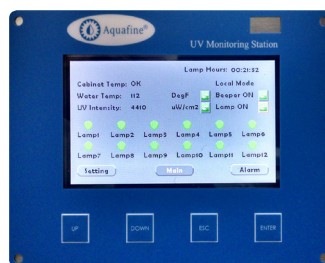 Aquafine®
UV Monitoring Station
Lamp Hours: 00:21:52
Cabinet Temp: OK Local Mode
Water Temp: 112 DegF Beeper ON
UV Intensity: 4410 uW/cm2 Lamp ON
Lamp1 Lamp2 Lamp3 Lamp4 Lamp5 Lamp6
Lamp7 Lamp8 Lamp9 Lamp10 Lamp11 Lamp12
Setting Main Alarm
UP DOWN ESC ENTER